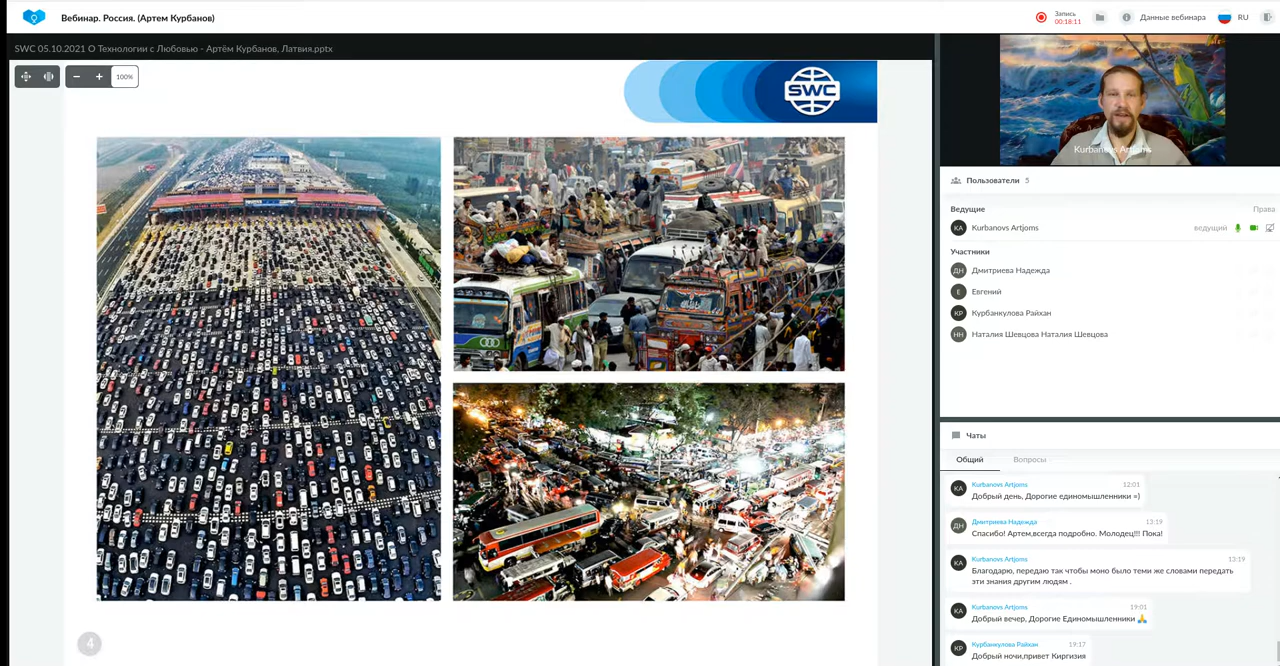 Вебинар. Россия. (Артем Курбанов)
Запись
00:18:11
Данные вебинара
RU
SWC 05.10.2021 О Технологии с Любовью - Артём Курбанов, Латвия.pptx
100%
SWC
4
Kurbanovs Artjoms
Пользователи 5
Ведущие
Права
KA Kurbanovs Artjoms
ведущий
Участники
ДН Дмитриева Надежда
Е Евгений
КР Курбанкулова Райхан
НН Наталия Шевцова Наталия Шевцова
Чаты
Общий
Вопросы
KA Kurbanovs Artjoms 12:01
Добрый день, Дорогие единомышленники =)
ДН Дмитриева Надежда 13:19
Спасибо! Артем,всегда подробно. Молодец!!! Пока!
KA Kurbanovs Artjoms 13:19
Благодарю, передаю так чтобы моно было теми же словами передать
эти знания другим людям .
KA Kurbanovs Artjoms 19:01
Добрый вечер, Дорогие Единомышленники 🙏
КР Курбанкулова Райхан 19:17
Добрый ночи,привет Киргизия